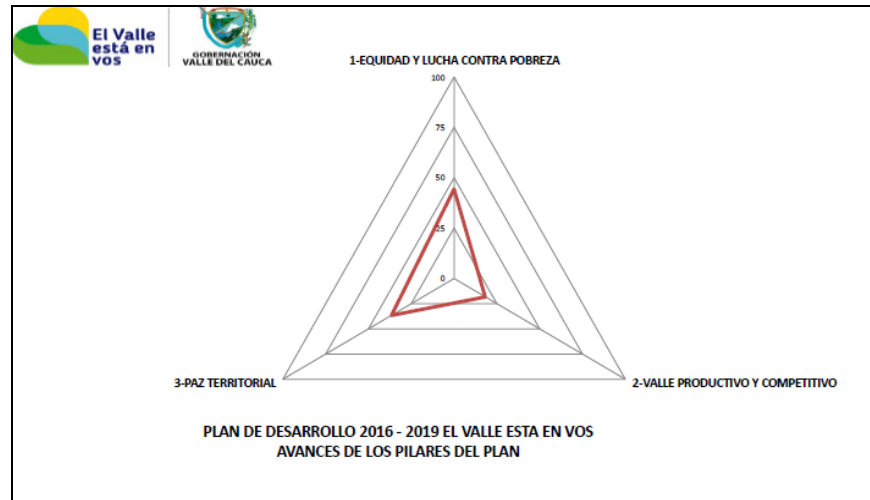 El Valle
está en
vos
GOBERNACIÓN
VALLE DEL CAUCA
1-EQUIDAD Y LUCHA CONTRA POBREZA
100
75
50
25
0
3-PAZ TERRITORIAL
2-VALLE PRODUCTIVO Y COMPETITIVO
PLAN DE DESARROLLO 2016 - 2019 EL VALLE ESTA EN VOS
AVANCES DE LOS PILARES DEL PLAN